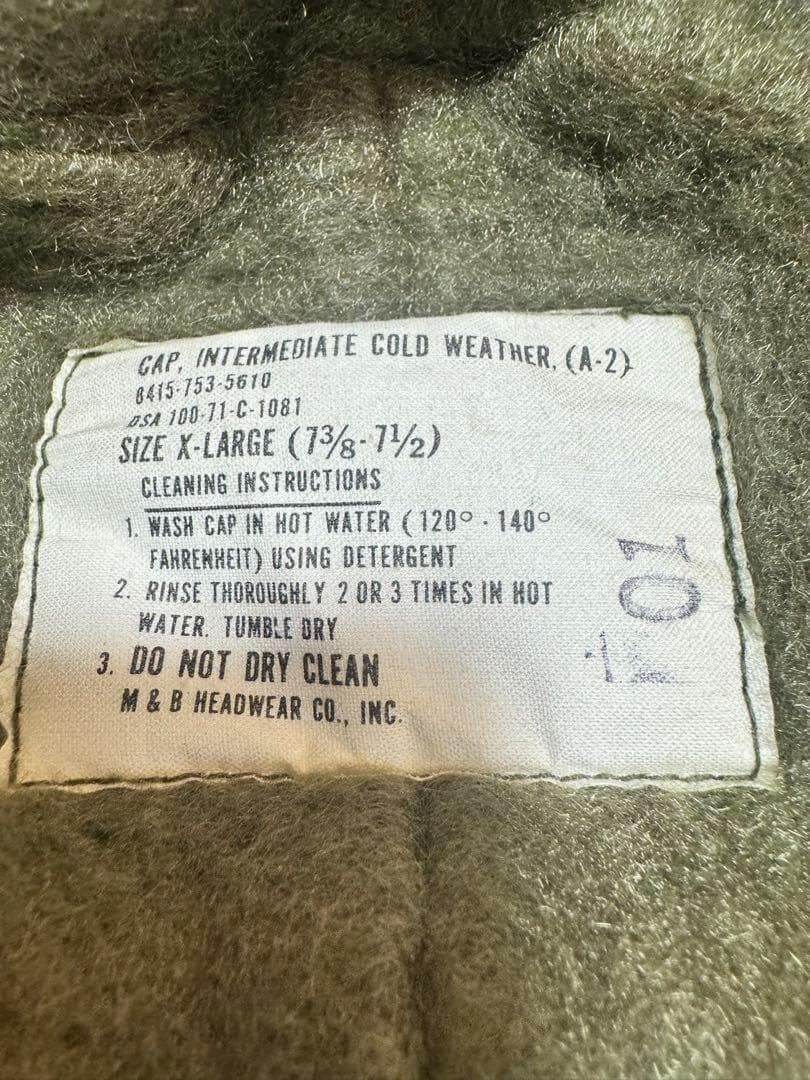 CAP, INTERMEDIATE COLD WEATHER, (A-2)
8415-753-5610
DSA 100-71-C-1081
SIZE X-LARGE (7⅜-7½)
CLEANING INSTRUCTIONS
1. WASH CAP IN HOT WATER (120° - 140°
FAHRENHEIT) USING DETERGENT
2. RINSE THOROUGHLY 2 OR 3 TIMES IN HOT
WATER. TUMBLE DRY
3. DO NOT DRY CLEAN
M & B HEADWEAR CO., INC.